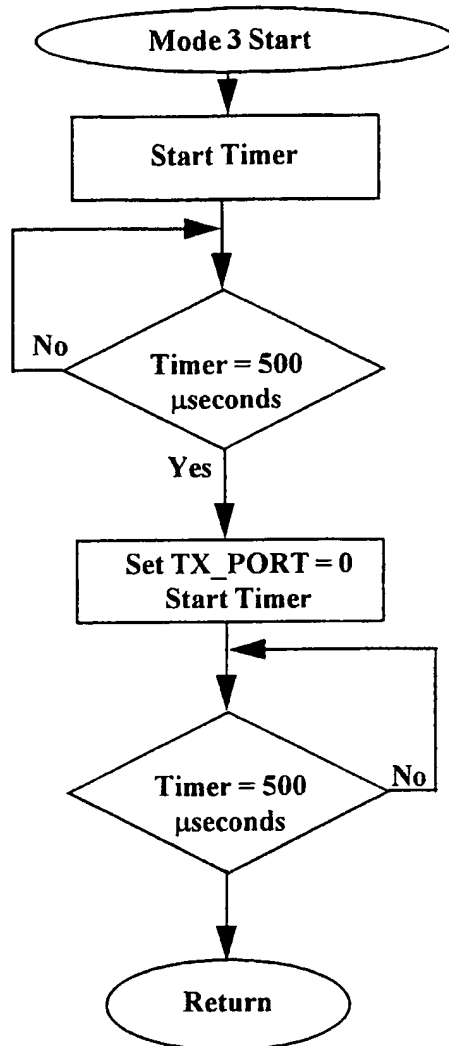 Mode 3 Start
Start Timer
No
Timer = 500
µseconds
Yes
Set TX_PORT = 0
Start Timer
No
Timer = 500
µseconds
Return